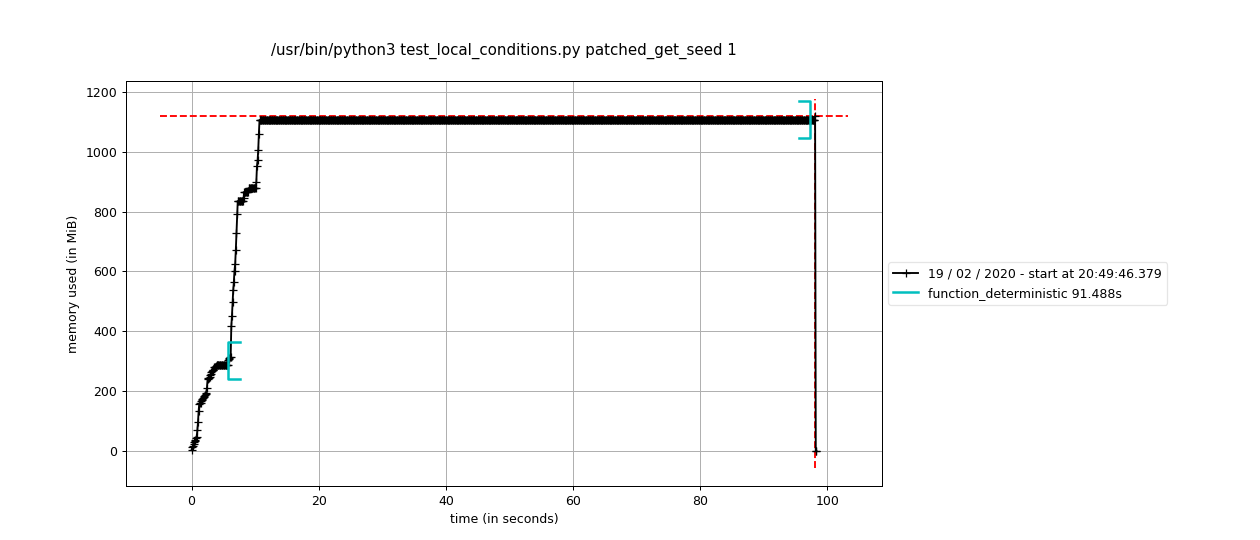 /usr/bin/python3 test_local_conditions.py patched_get_seed 1
1200
1000
800
600
400
200
0
memory used (in MiB)
0 20 40 60 80 100
time (in seconds)
19 / 02 / 2020 - start at 20:49:46.379
function_deterministic 91.488s